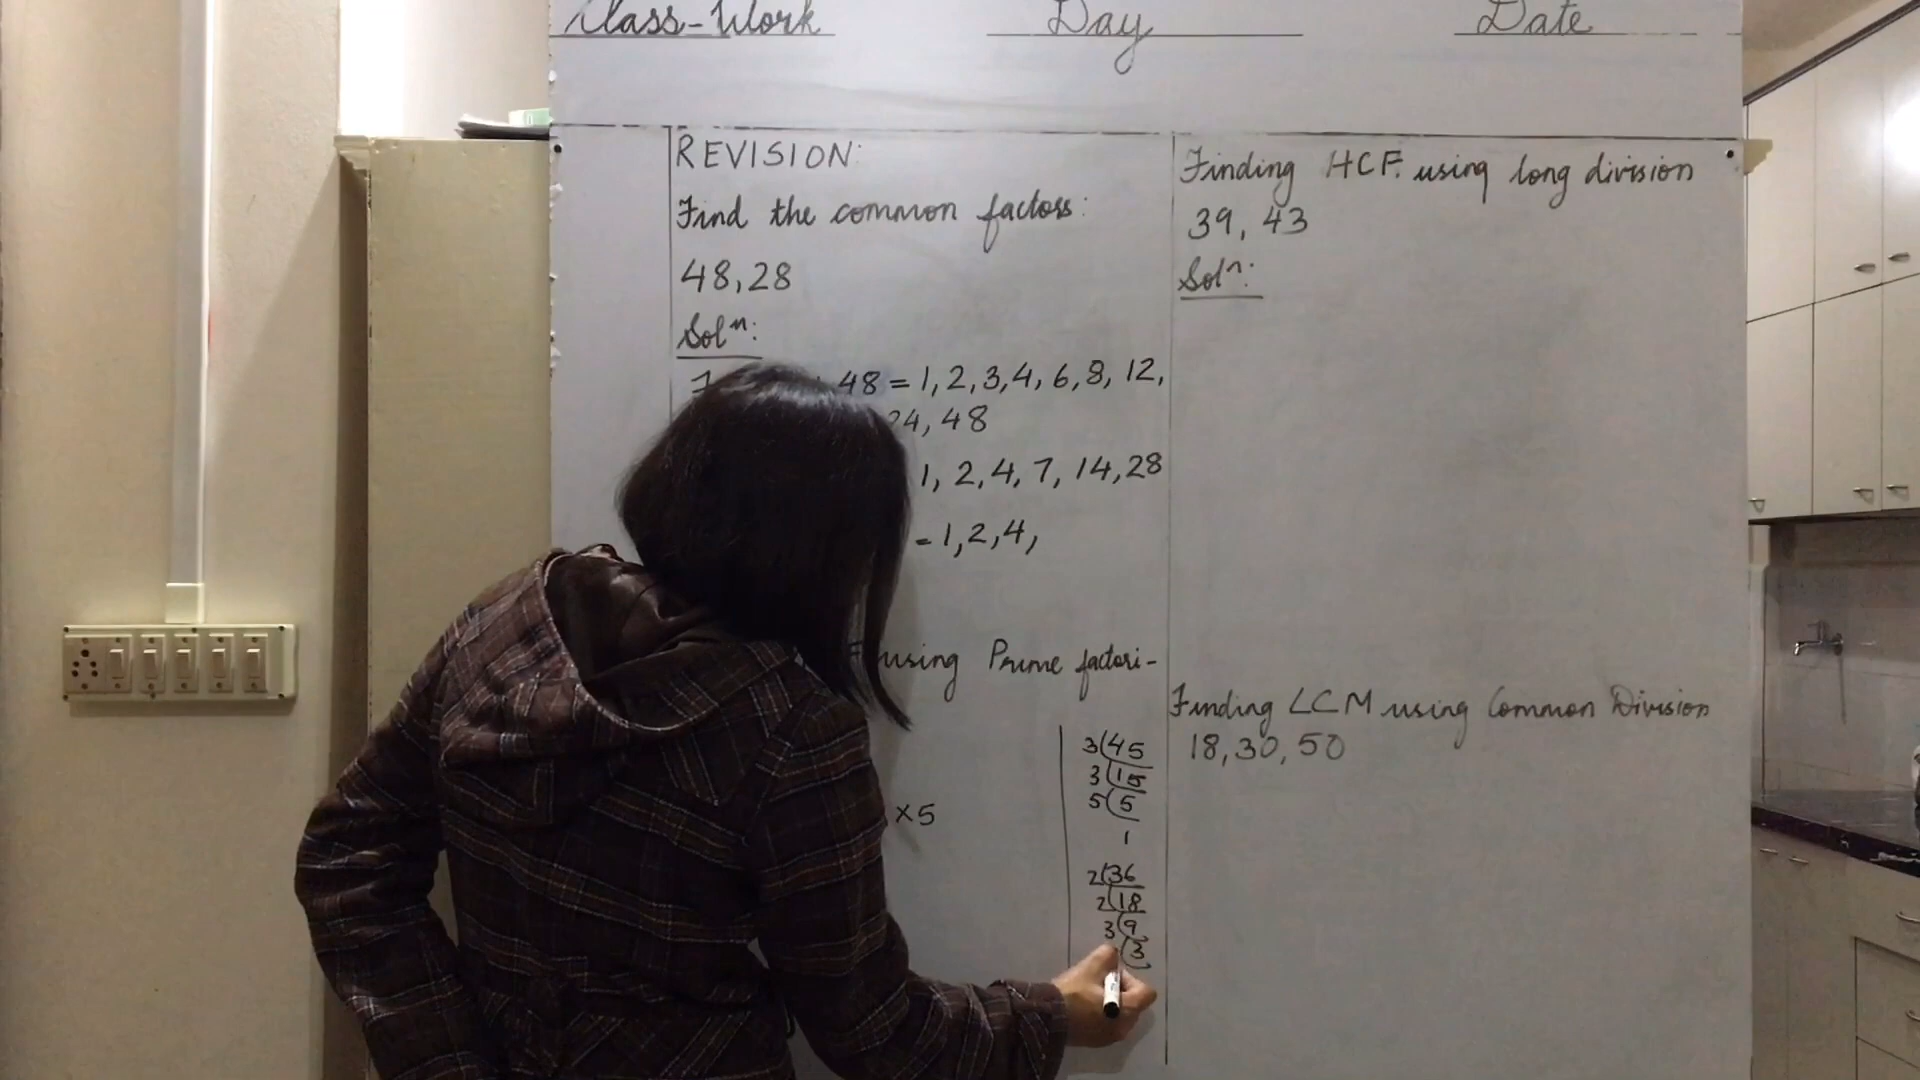 Class-Work Day Date
REVISION:
Find the common factors:
48,28
Solⁿ:
48 = 1,2,3,4,6,8,12,
24, 48
1, 2,4,7,14,28
= 1,2,4,
using Prime factori-
×5
3(45
3(15
5(5
1
2(36
2(18
3(9
(3
Finding HCF. using long division
39, 43
Solⁿ:
Finding LCM using Common Division
18,30,50